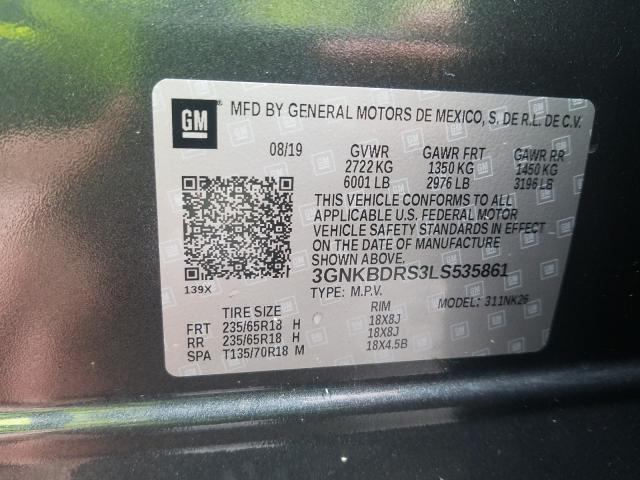 GM
MFD BY GENERAL MOTORS DE MEXICO, S. DE R.L. DE C.V.
08/19 GVWR GAWR FRT GAWR RR
2722 KG 1350 KG 1450 KG
6001 LB 2976 LB 3196 LB
THIS VEHICLE CONFORMS TO ALL
APPLICABLE U.S. FEDERAL MOTOR
VEHICLE SAFETY STANDARDS IN EFFECT
ON THE DATE OF MANUFACTURE
SHOWN ABOVE.
3GNKBDRS3LS535861
139X
TYPE: M.P.V. MODEL: 311NK26
TIRE SIZE RIM
FRT 235/65R18 H 18X8J
RR 235/65R18 H 18X8J
SPA T135/70R18 M 18X4.5B